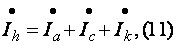 İ_h = İ_a + İ_c + İ_k, (11)